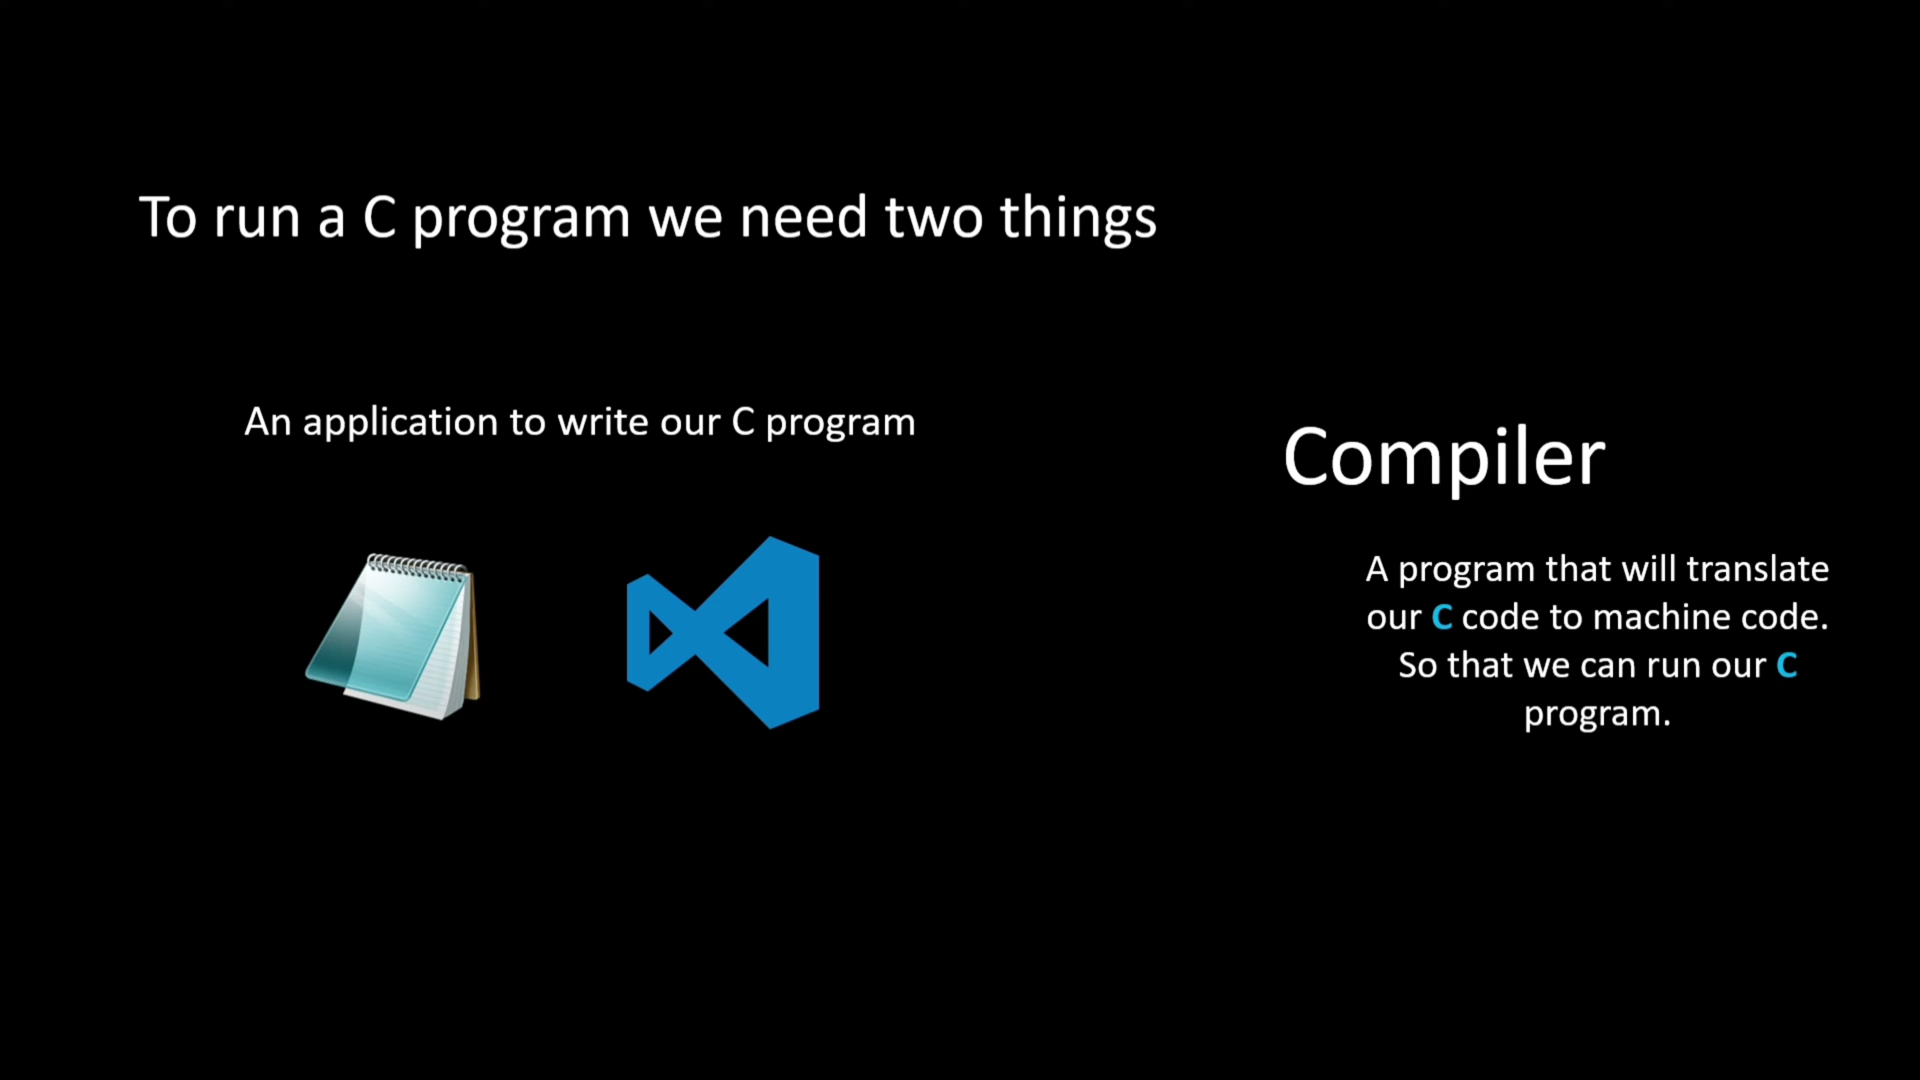 To run a C program we need two things
An application to write our C program
Compiler
A program that will translate
our C code to machine code.
So that we can run our C
program.